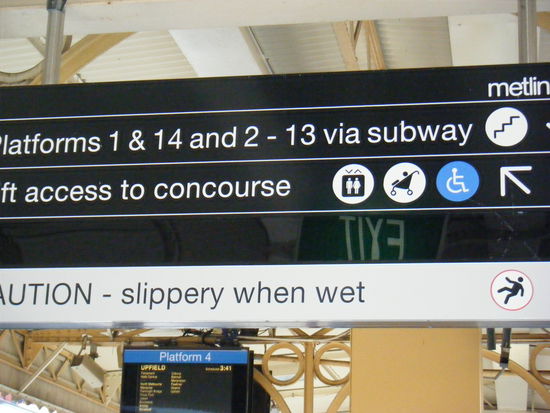 metlin
Platforms 1 & 14 and 2 - 13 via subway
ft access to concourse
EXIT
AUTION - slippery when wet
Platform 4
UPFIELD 3:41